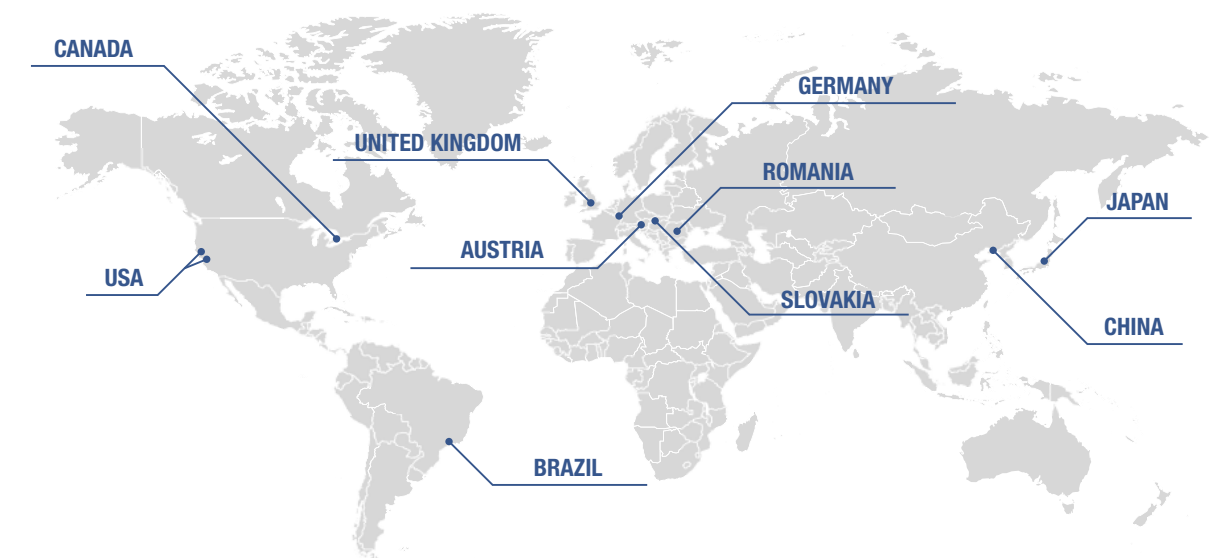 CANADA
GERMANY
UNITED KINGDOM
ROMANIA
JAPAN
AUSTRIA
USA
SLOVAKIA
CHINA
BRAZIL